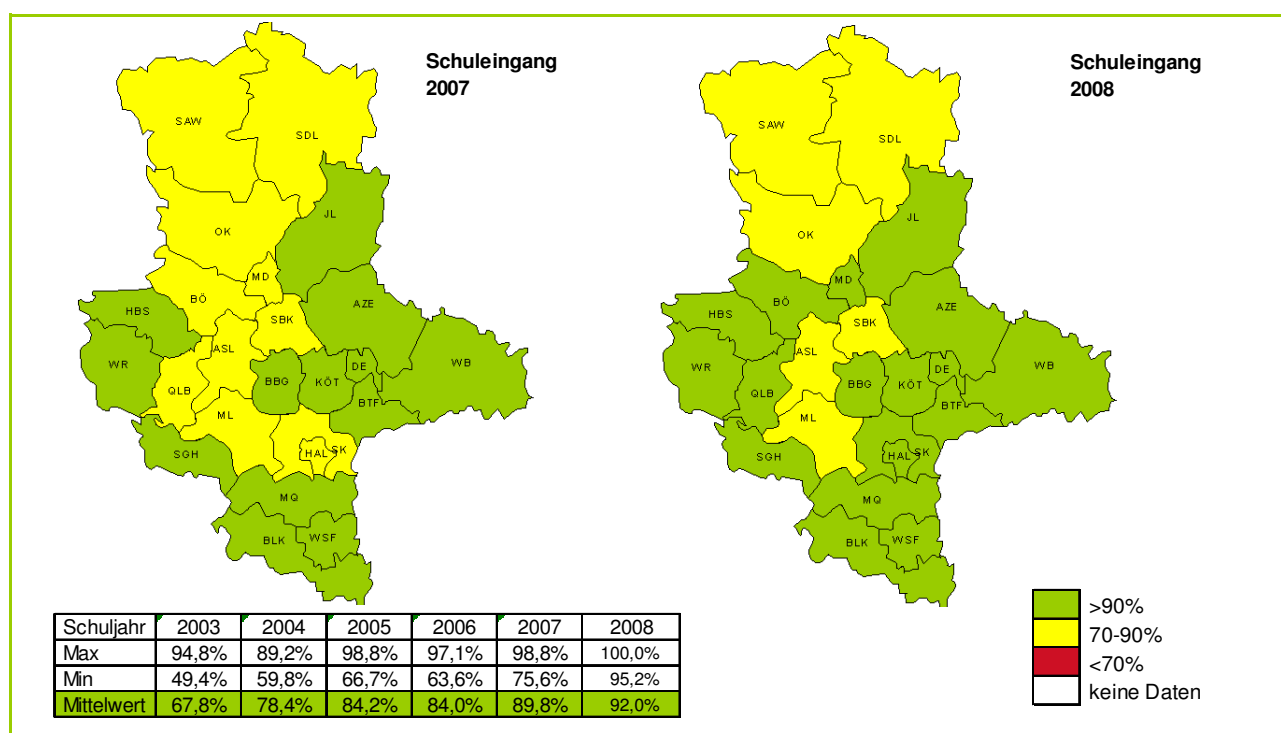 Schuleingang
2007
SAW
SDL
JL
OK
MD
BÖ
AZE
HBS
SBK
ASL
WR
WB
DE
BBG
KÖT
QLB
BTF
ML
SGH
HAL
SK
MQ
BLK
WSF
Schuleingang
2008
SAW
SDL
JL
OK
MD
BÖ
AZE
HBS
SBK
ASL
WR
WB
DE
BBG
KÖT
QLB
BTF
ML
SGH
HAL
SK
MQ
BLK
WSF
Schuljahr 2003 2004 2005 2006 2007 2008
Max 94,8% 89,2% 98,8% 97,1% 98,8% 100,0%
Min 49,4% 59,8% 66,7% 63,6% 75,6% 95,2%
Mittelwert 67,8% 78,4% 84,2% 84,0% 89,8% 92,0%
>90%
70-90%
<70%
keine Daten